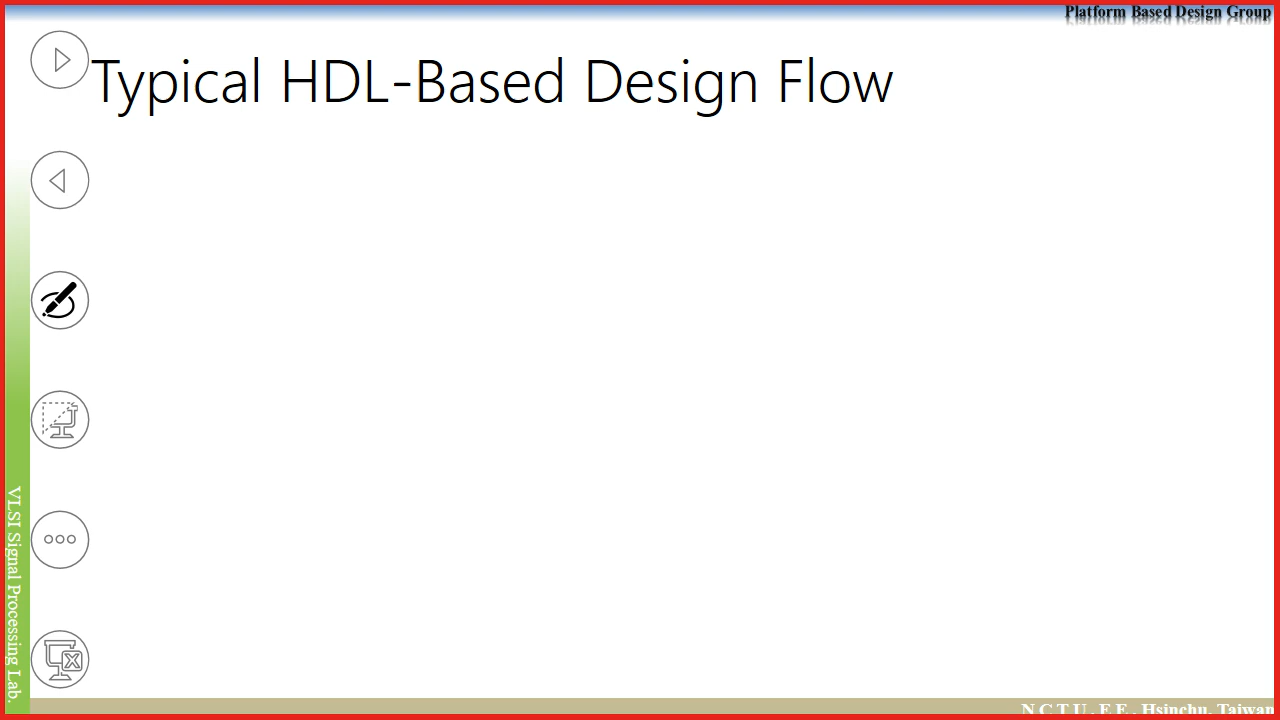 Platform Based Design Group
Typical HDL-Based Design Flow
VLSI Signal Processing Lab.
N C T U . E E . Hsinchu, Taiwan